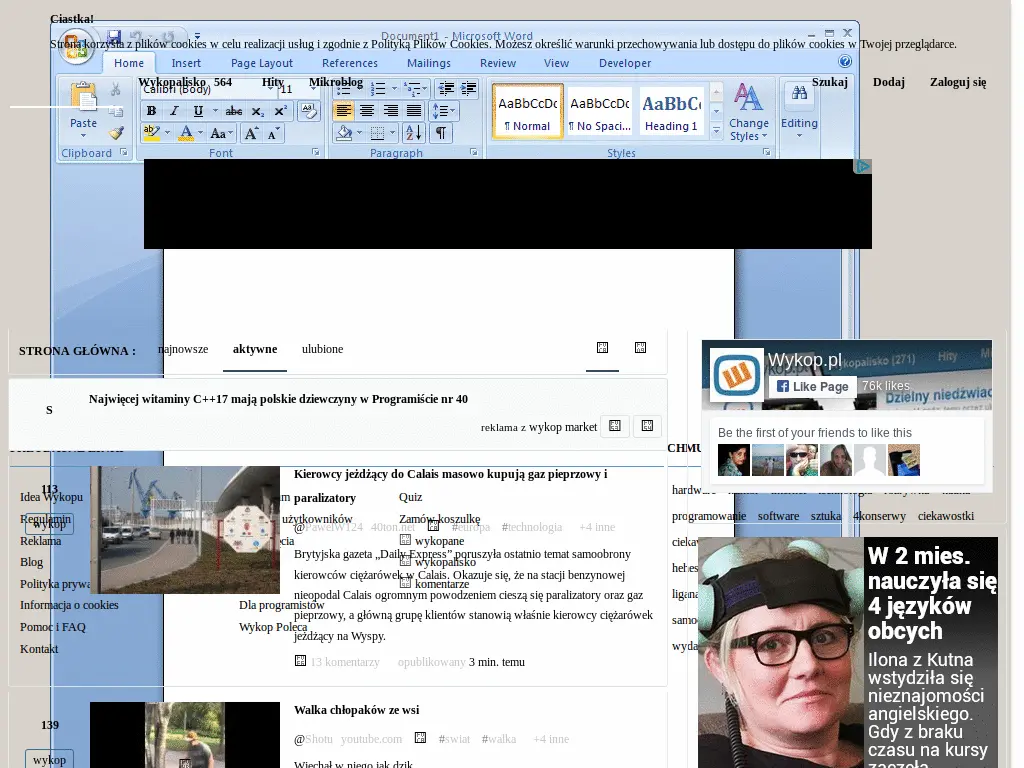 Ciastka!
Document1 - Microsoft Word
Strona korzysta z plików cookies w celu realizacji usług i zgodnie z Polityką Plików Cookies. Możesz określić warunki przechowywania lub dostępu do plików cookies w Twojej przeglądarce.
Home Insert Page Layout References Mailings Review View Developer
Wykopalisko 564 Hity Mikroblog Szukaj Dodaj Zaloguj się
Calibri (Body) 11
Paste
AaBbCcDc AaBbCcDc AaBbC
¶ Normal ¶ No Spaci... Heading 1
Change Styles
Editing
Clipboard Font Paragraph Styles
STRONA GŁÓWNA : najnowsze aktywne ulubione
S
Najwięcej witaminy C++17 mają polskie dziewczyny w Programiście nr 40
reklama z wykop market
Wykop.pl
Like Page
76k likes
Be the first of your friends to like this
113
wykop
Kierowcy jeżdżący do Calais masowo kupują gaz pieprzowy i
paralizatory
@PawelW124 40ton.net #europa #technologia +4 inne
Brytyjska gazeta „Daily Express” poruszyła ostatnio temat samoobrony
kierowców ciężarówek w Calais. Okazuje się, że na stacji benzynowej
nieopodal Calais ogromnym powodzeniem cieszą się paralizatory oraz gaz
pieprzowy, a główną grupę klientów stanowią właśnie kierowcy ciężarówek
jeżdżący na Wyspy.
13 komentarzy opublikowany 3 min. temu
Idea Wykopu
Regulamin
Reklama
Blog
Polityka prywa
Informacja o cookies
Pomoc i FAQ
Kontakt
użytkowników
Dla programistów
Wykop Poleca
Quiz
Zamów koszulkę
wykopane
wykopalisko
komentarze
programowanie software sztuka 4konserwy ciekawostki
139
wykop
Walka chłopaków ze wsi
@Shotu youtube.com #swiat #walka +4 inne
Wjechał w niego jak dzik
W 2 mies.
nauczyła się
4 języków
obcych
Ilona z Kutna
wstydziła się
nieznajomości
angielskiego.
Gdy z braku
czasu na kursy
zaczęła